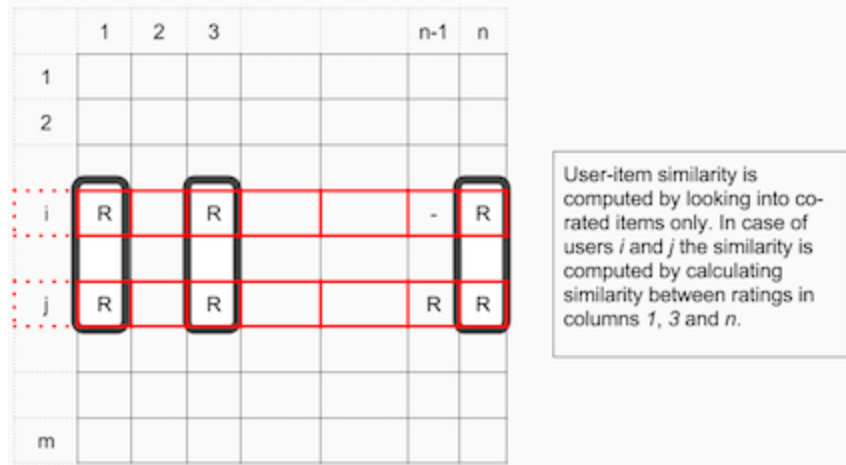 1 2 3 n-1 n
1
2
i R R - R
j R R R R
m
User-item similarity is
computed by looking into co-
rated items only. In case of
users i and j the similarity is
computed by calculating
similarity between ratings in
columns 1, 3 and n.